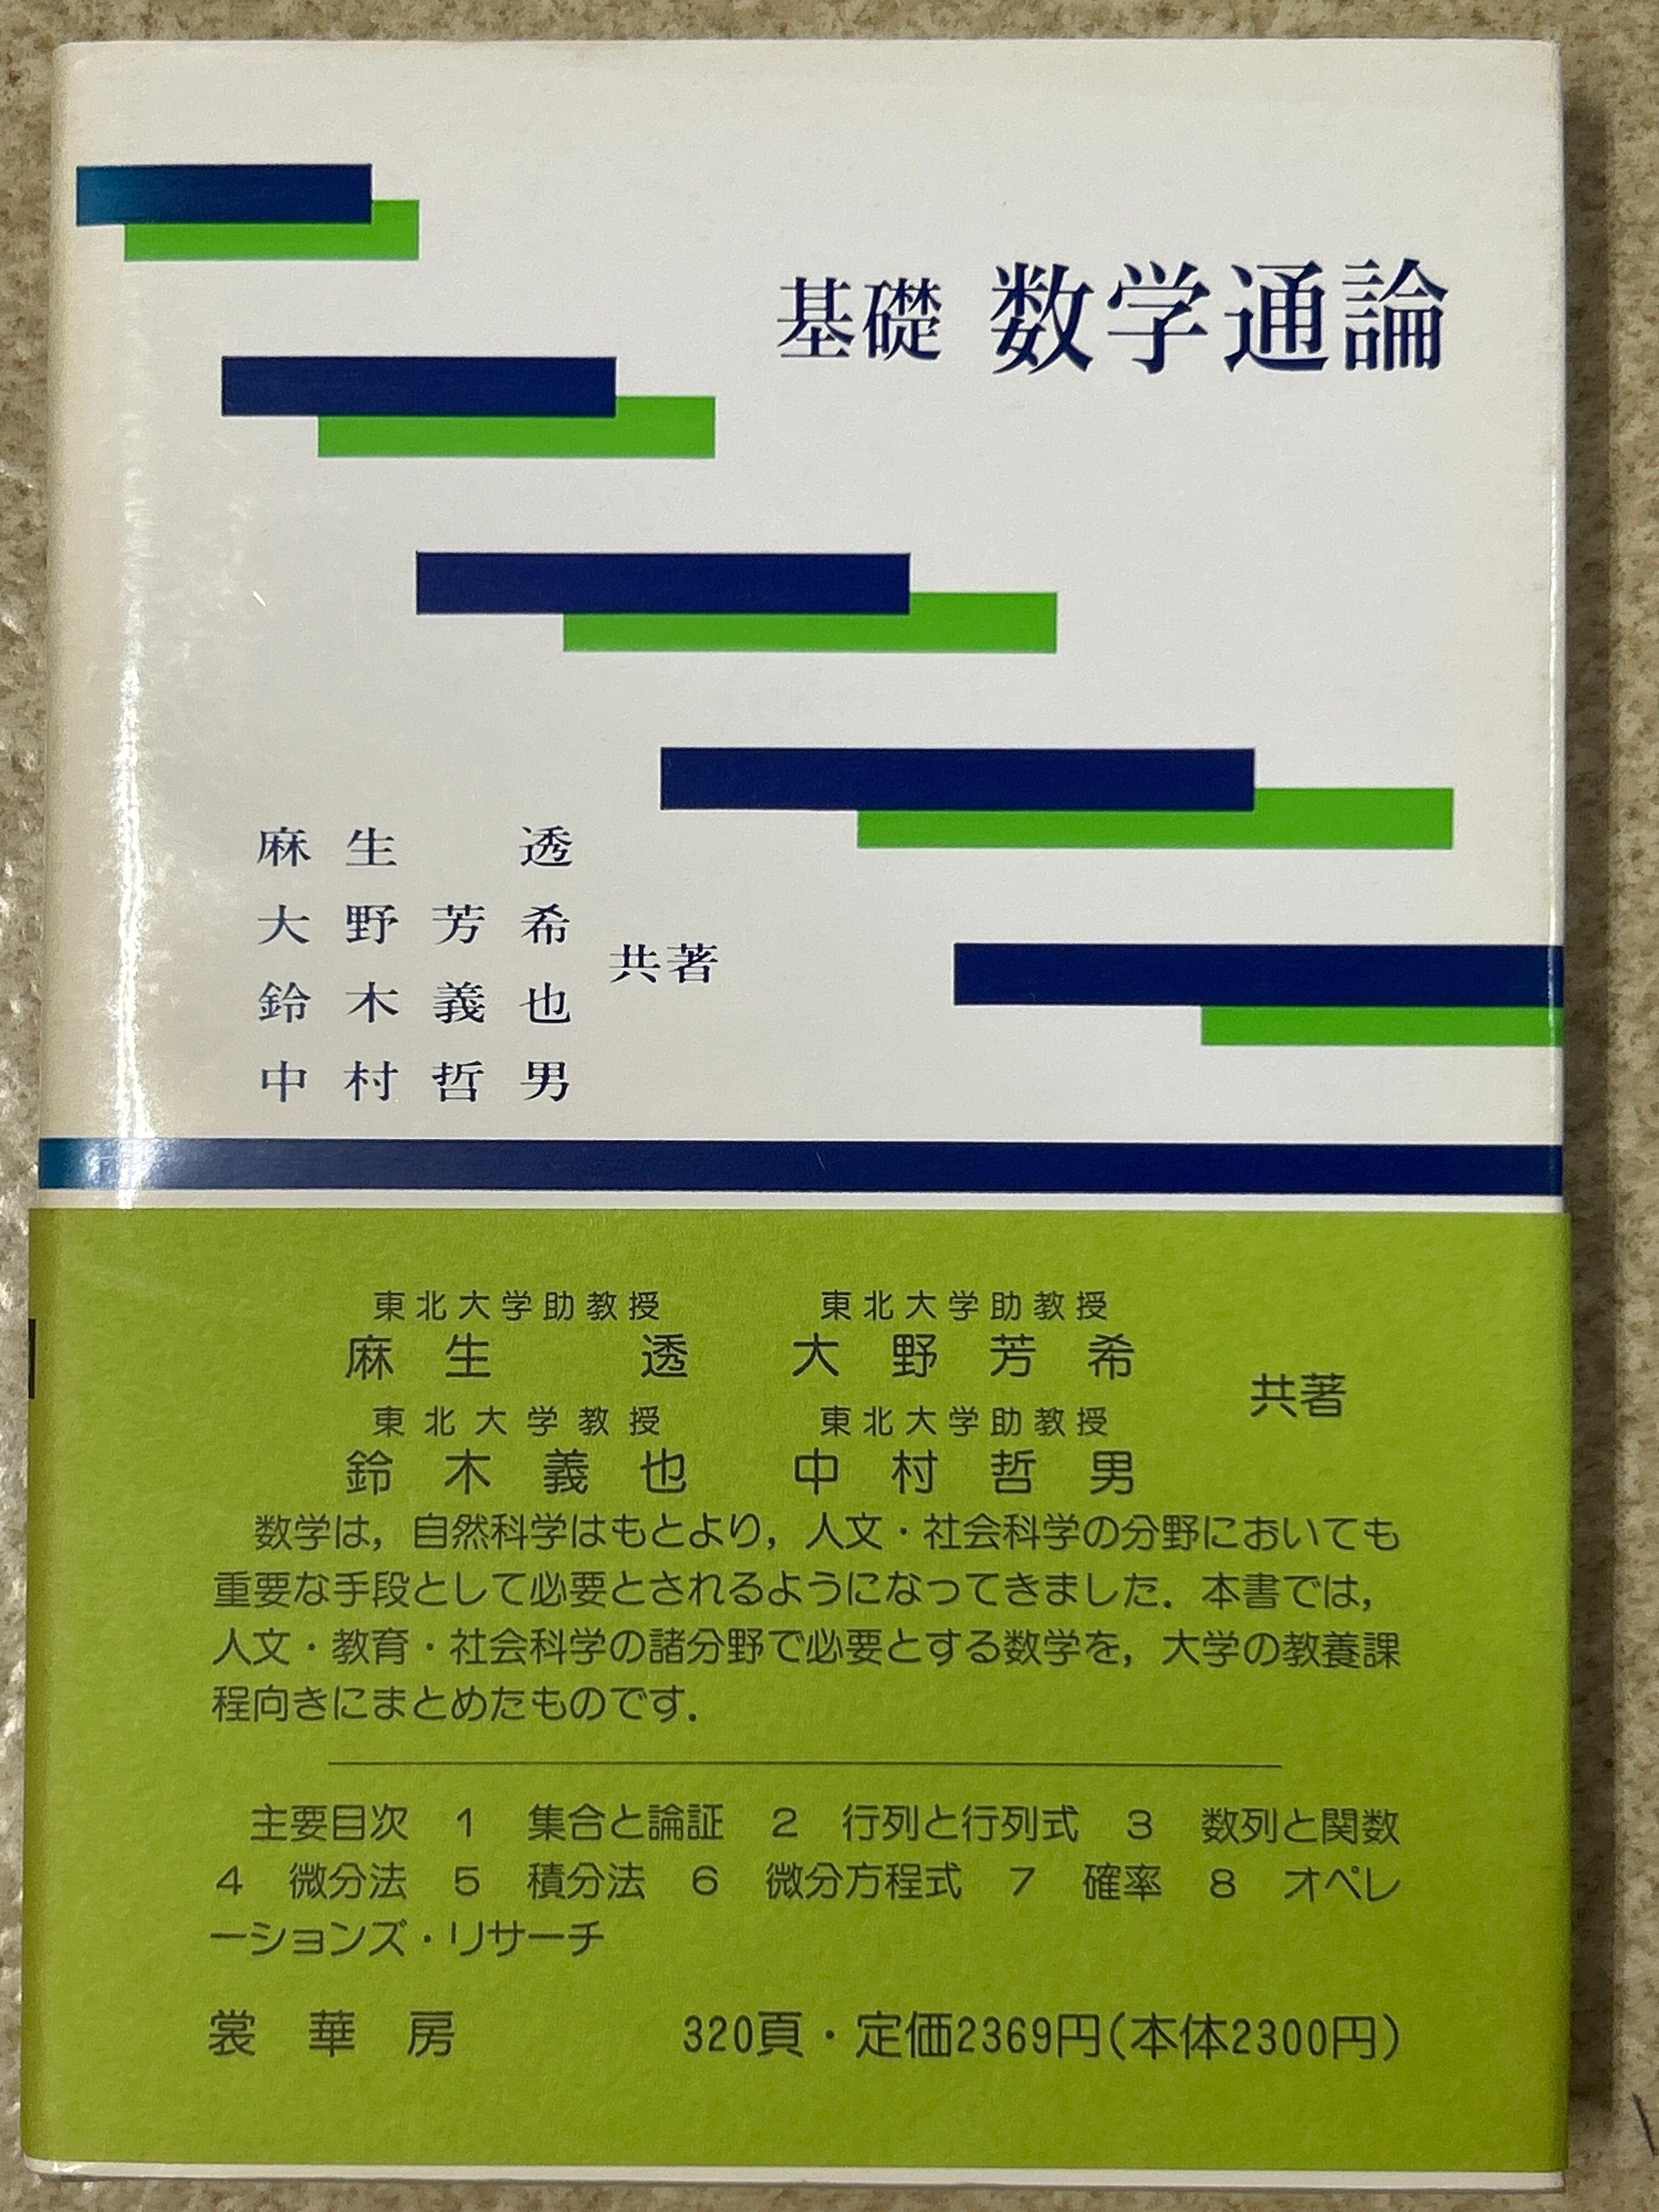 基礎 数学通論
麻生 透
大野芳希
鈴木義也
中村哲男
共著
東北大学助教授 東北大学助教授
麻生 透 大野芳希
東北大学教授 東北大学助教授
鈴木義也 中村哲男
共著
数学は，自然科学はもとより，人文・社会科学の分野においても
重要な手段として必要とされるようになってきました．本書では，
人文・教育・社会科学の諸分野で必要とする数学を，大学の教養課
程向きにまとめたものです．
主要目次 1 集合と論証 2 行列と行列式 3 数列と関数
4 微分法 5 積分法 6 微分方程式 7 確率 8 オペレ
ーションズ・リサーチ
裳華房 320頁・定価2369円(本体2300円)